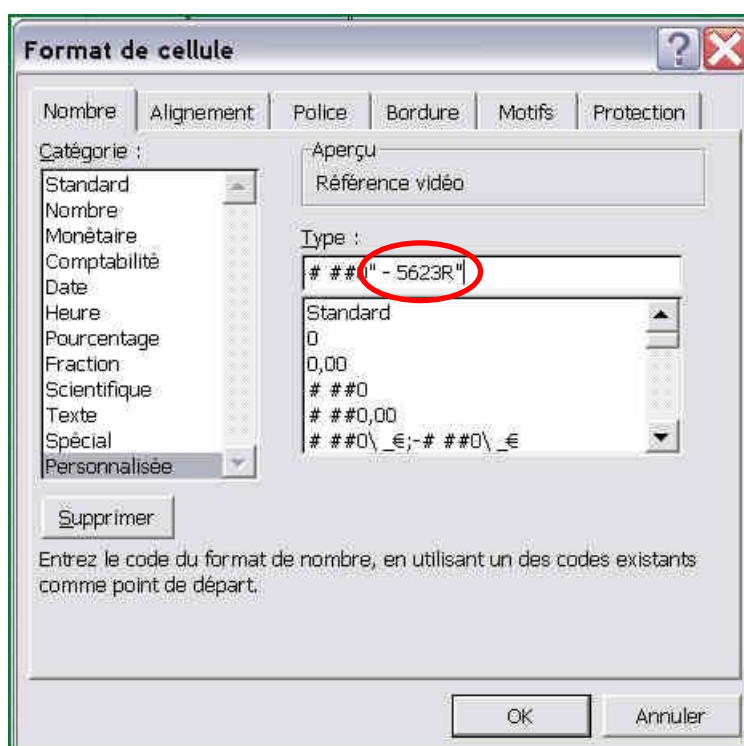 Format de cellule
Nombre Alignement Police Bordure Motifs Protection
Catégorie :
Standard
Nombre
Monétaire
Comptabilité
Date
Heure
Pourcentage
Fraction
Scientifique
Texte
Spécial
Personnalisée
Supprimer
Aperçu
Référence vidéo
Type :
# ##0" - 5623R"
Standard
0
0,00
# ##0
# ##0,00
# ##0\ _€;-# ##0\ _€
Entrez le code du format de nombre, en utilisant un des codes existants
comme point de départ.
OK Annuler